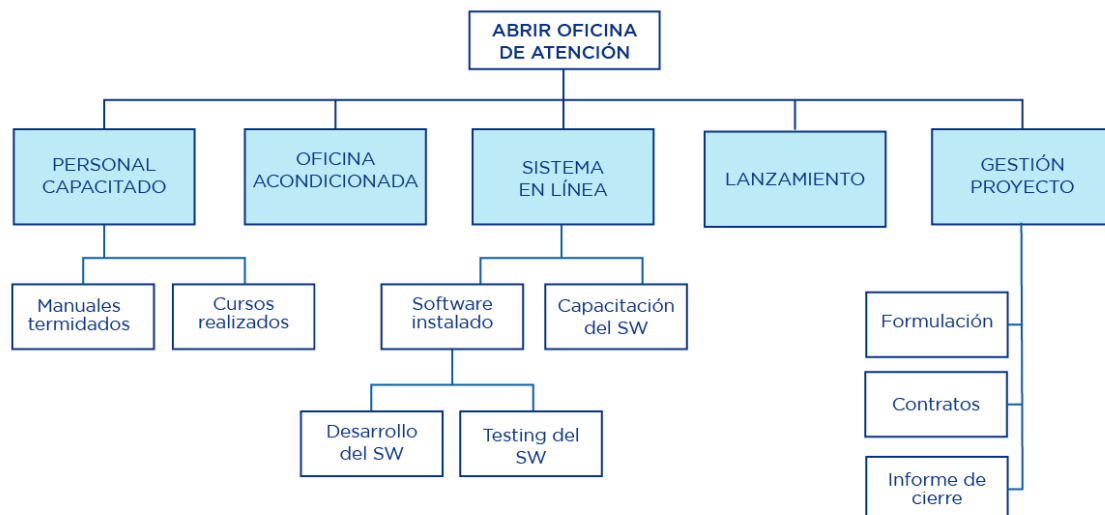 ABRIR OFICINA
DE ATENCIÓN
PERSONAL
CAPACITADO
OFICINA
ACONDICIONADA
SISTEMA
EN LÍNEA
LANZAMIENTO
GESTIÓN
PROYECTO
Manuales
termidados
Cursos
realizados
Software
instalado
Capacitación
del SW
Formulación
Contratos
Desarrollo
del SW
Testing del
SW
Informe de
cierre